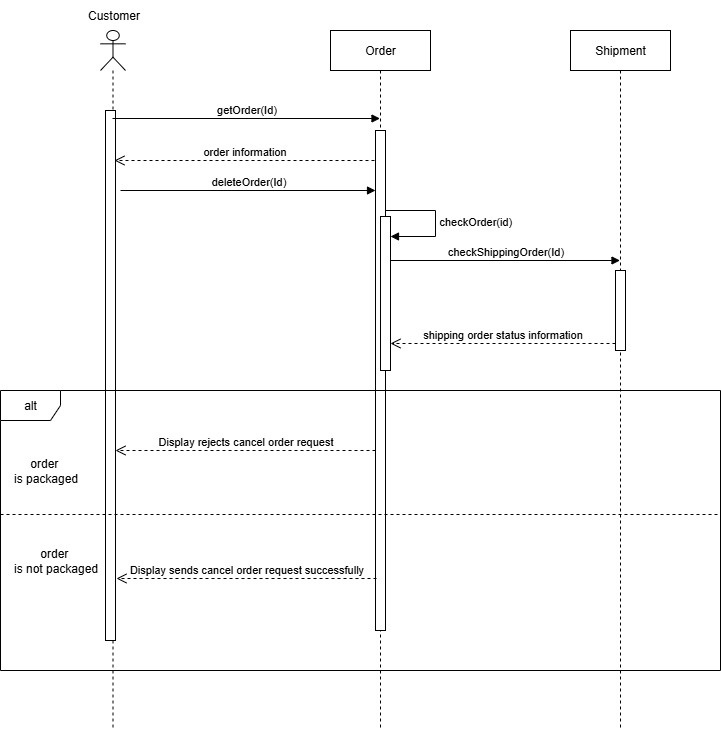 Customer
Order
Shipment
getOrder(Id)
order information
deleteOrder(Id)
checkOrder(id)
checkShippingOrder(Id)
shipping order status information
alt
Display rejects cancel order request
order
is packaged
order
is not packaged
Display sends cancel order request successfully